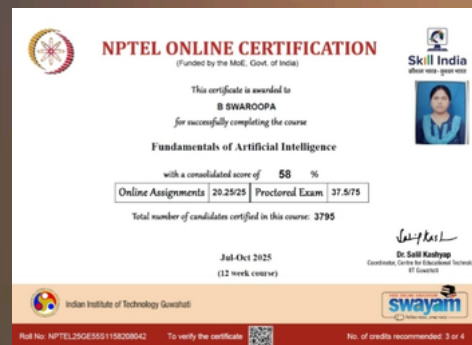 NPTEL ONLINE CERTIFICATION
(Funded by the MoE, Govt. of India)
Skill India
कौशल भारत - कुशल भारत
This certificate is awarded to
B SWAROOPA
for successfully completing the course
Fundamentals of Artificial Intelligence
with a consolidated score of 58 %
Online Assignments 20.25/25 Proctored Exam 37.5/75
Total number of candidates certified in this course: 3795
Jul-Oct 2025
(12 week course)
Dr. Salil Kashyap
Coordinator, Centre for Educational Technology
IIT Guwahati
Indian Institute of Technology Guwahati
swayam
Roll No: NPTEL25GE55S1158208042
To verify the certificate
No. of credits recommended: 3 or 4